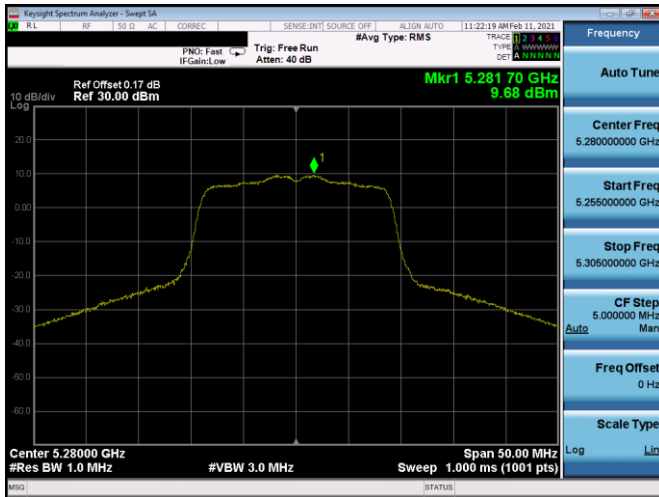 Keysight Spectrum Analyzer - Swept SA
RL RF 50 Ω AC CORREC SENSE:INT SOURCE OFF ALIGN AUTO 11:22:19 AM Feb 11, 2021
#Avg Type: RMS
TRACE 1 2 3 4 5 6
TYPE A WWWWW
DET A N N N N N
PNO: Fast
IFGain:Low
Trig: Free Run
Atten: 40 dB
Ref Offset 0.17 dB
Ref 30.00 dBm
10 dB/div
Log
Mkr1 5.281 70 GHz
9.68 dBm
20.0
10.0
0.00
-10.0
-20.0
-30.0
-40.0
-50.0
-60.0
1
Center 5.28000 GHz
#Res BW 1.0 MHz
#VBW 3.0 MHz
Span 50.00 MHz
Sweep 1.000 ms (1001 pts)
MSG
STATUS
Frequency
Auto Tune
Center Freq
5.280000000 GHz
Start Freq
5.255000000 GHz
Stop Freq
5.305000000 GHz
CF Step
5.000000 MHz
Auto Man
Freq Offset
0 Hz
Scale Type
Log Lin